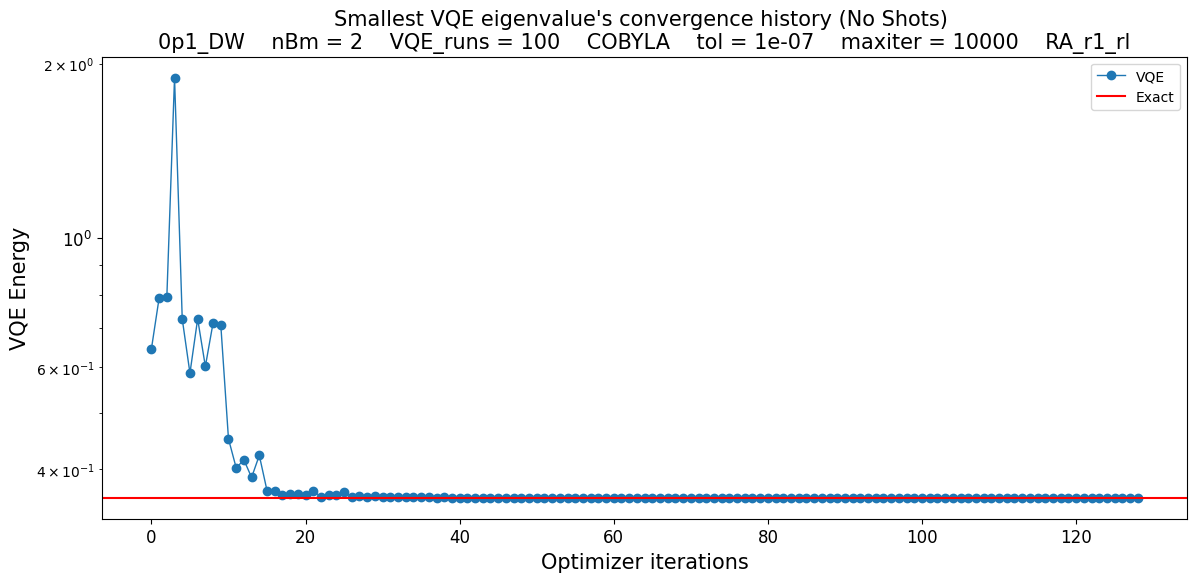 Smallest VQE eigenvalue's convergence history (No Shots)
0p1_DW nBm = 2 VQE_runs = 100 COBYLA tol = 1e-07 maxiter = 10000 RA_r1_rl
VQE
Exact
VQE Energy
2 × 10⁰
10⁰
6 × 10⁻¹
4 × 10⁻¹
0 20 40 60 80 100 120
Optimizer iterations